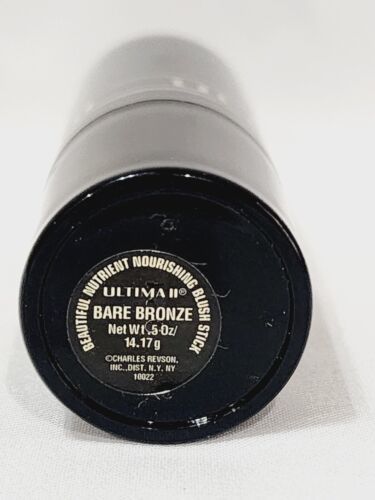 BEAUTIFUL NUTRIENT NOURISHING BLUSH STICK
ULTIMA II®
BARE BRONZE
Net Wt .5 Oz/
14.17g
©CHARLES REVSON,
INC., DIST. N.Y. NY
10022